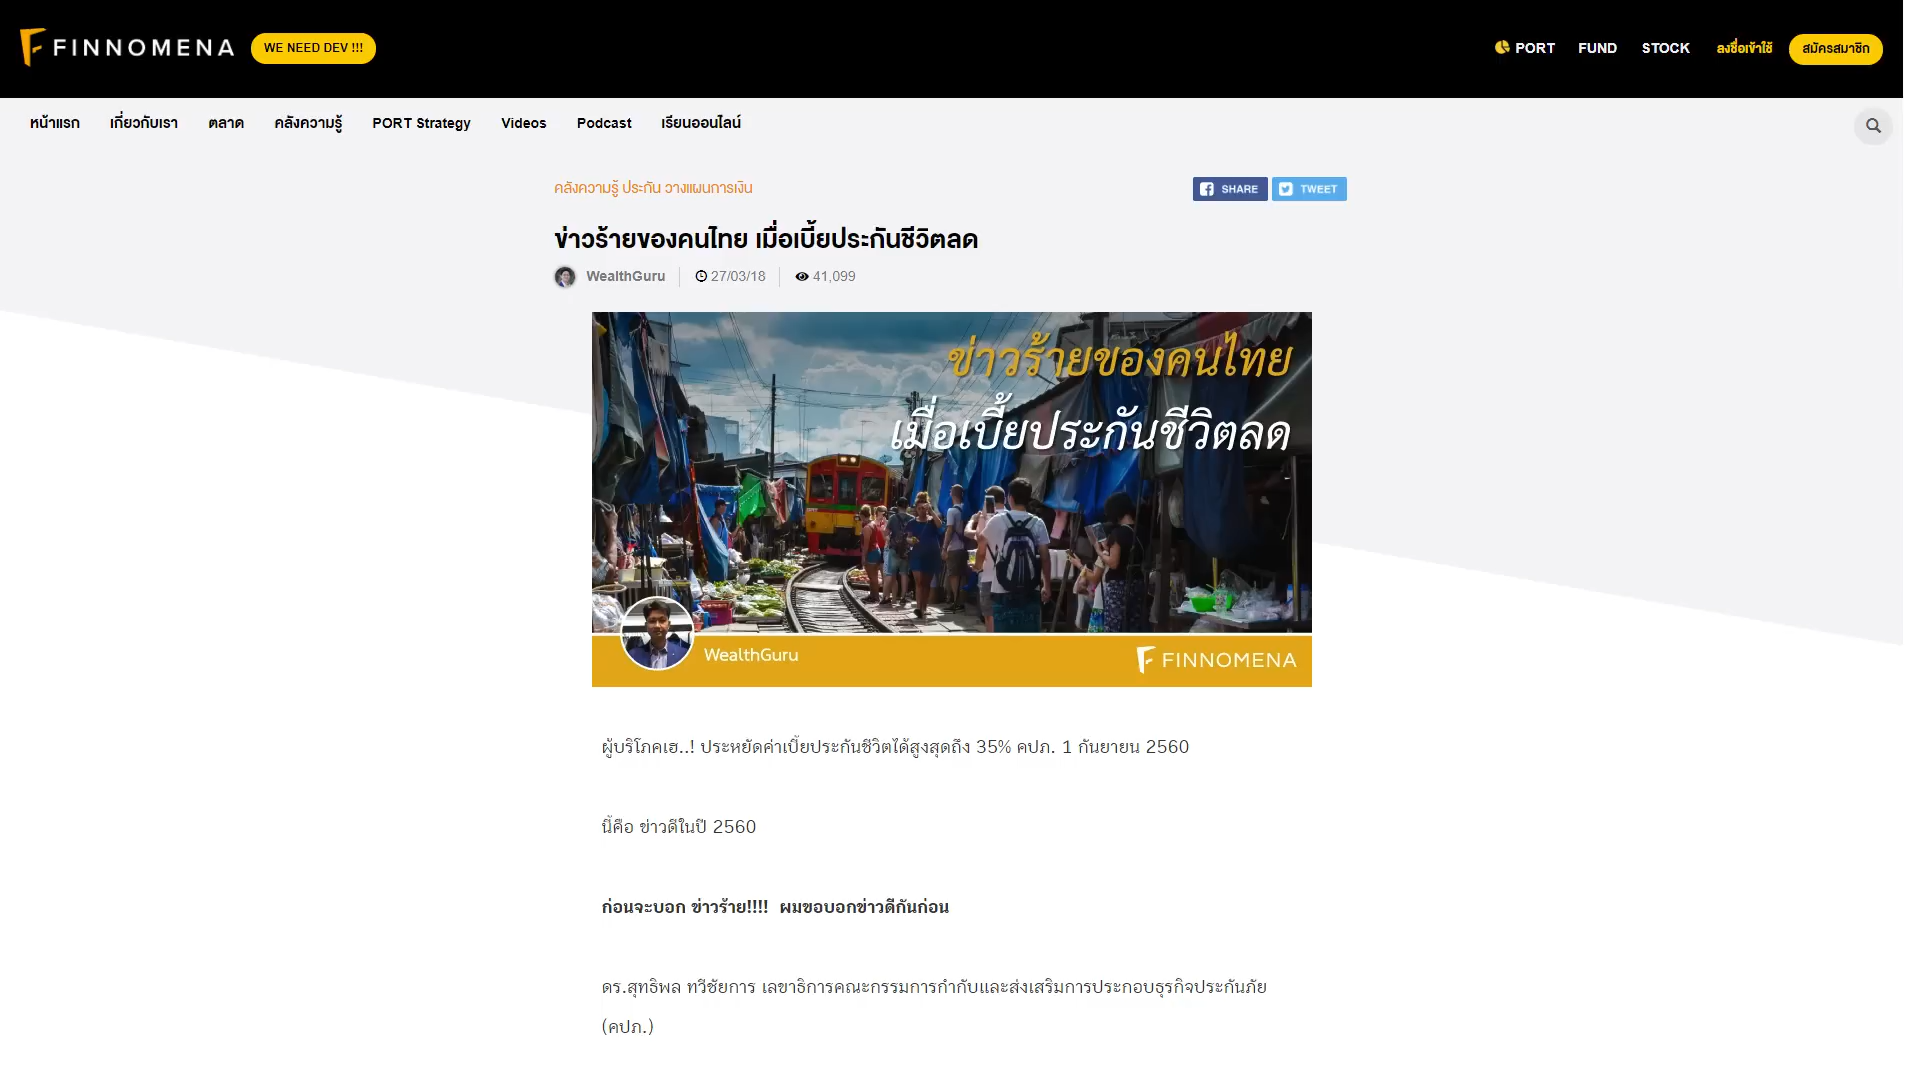 FINNOMENA
WE NEED DEV !!!
PORT
FUND
STOCK
ลงชื่อเข้าใช้
สมัครสมาชิก
หน้าแรก
เกี่ยวกับเรา
ตลาด
คลังความรู้
PORT Strategy
Videos
Podcast
เรียนออนไลน์
คลังความรู้ ประกัน วางแผนการเงิน
SHARE
TWEET
ข่าวร้ายของคนไทย เมื่อเบี้ยประกันชีวิตลด
WealthGuru
27/03/18
41,099
ข่าวร้ายของคนไทย
เมื่อเบี้ยประกันชีวิตลด
WealthGuru
FINNOMENA
ผู้บริโภคเฮ..! ประหยัดค่าเบี้ยประกันชีวิตได้สูงสุดถึง 35% คปภ. 1 กันยายน 2560
นี้คือ ข่าวดีในปี 2560
ก่อนจะบอก ข่าวร้าย!!!! ผมขอบอกข่าวดีกันก่อน
ดร.สุทธิพล ทวีชัยการ เลขาธิการคณะกรรมการกำกับและส่งเสริมการประกอบธุรกิจประกันภัย
(คปภ.)